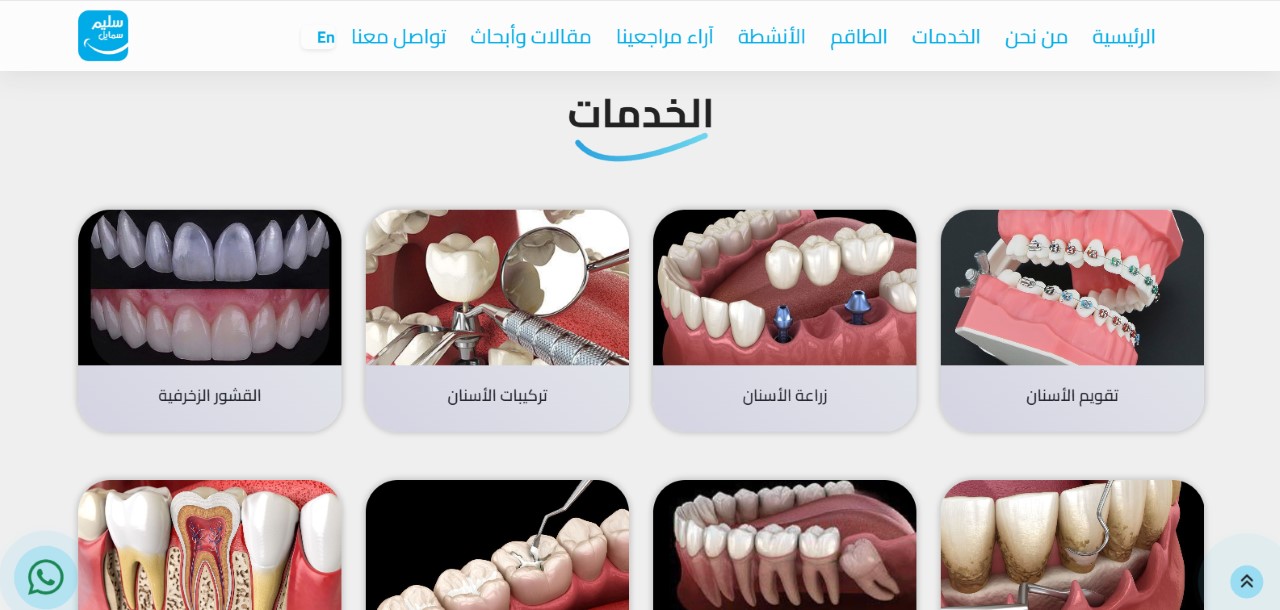 الرئيسية من نحن الخدمات الطاقم الأنشطة آراء مراجعينا مقالات وأبحاث تواصل معنا En
سليم
سمايل
الخدمات
تقويم الأسنان
زراعة الأسنان
تركيبات الأسنان
القشور الزخرفية